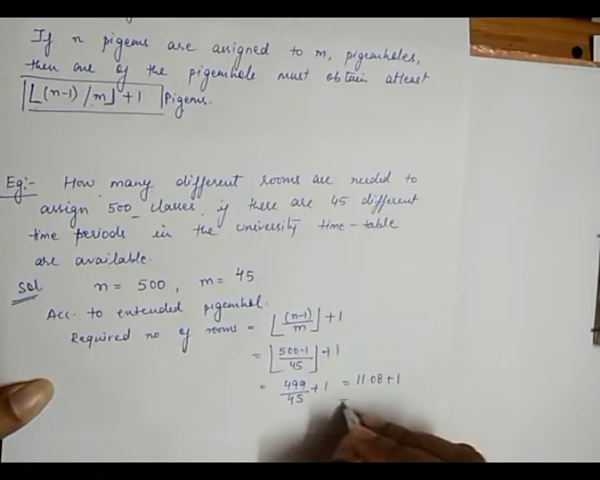 If n pigeons are assigned to m, pigeonholes,
then one of the pigeonhole must obtain atleast
⌊(n-1)/m⌋ +1 Pigeons.
Eg:- How many different rooms are needed to
assign 500 classes if there are 45 different
time periods in the university time-table
are available.
Sol n = 500, m = 45
Acc. to extended pigeonhol.
Required no of rooms = ⌊(n-1)/m⌋ +1
= ⌊500-1/45⌋ +1
= 499/45 +1 = 11.08 +1
=